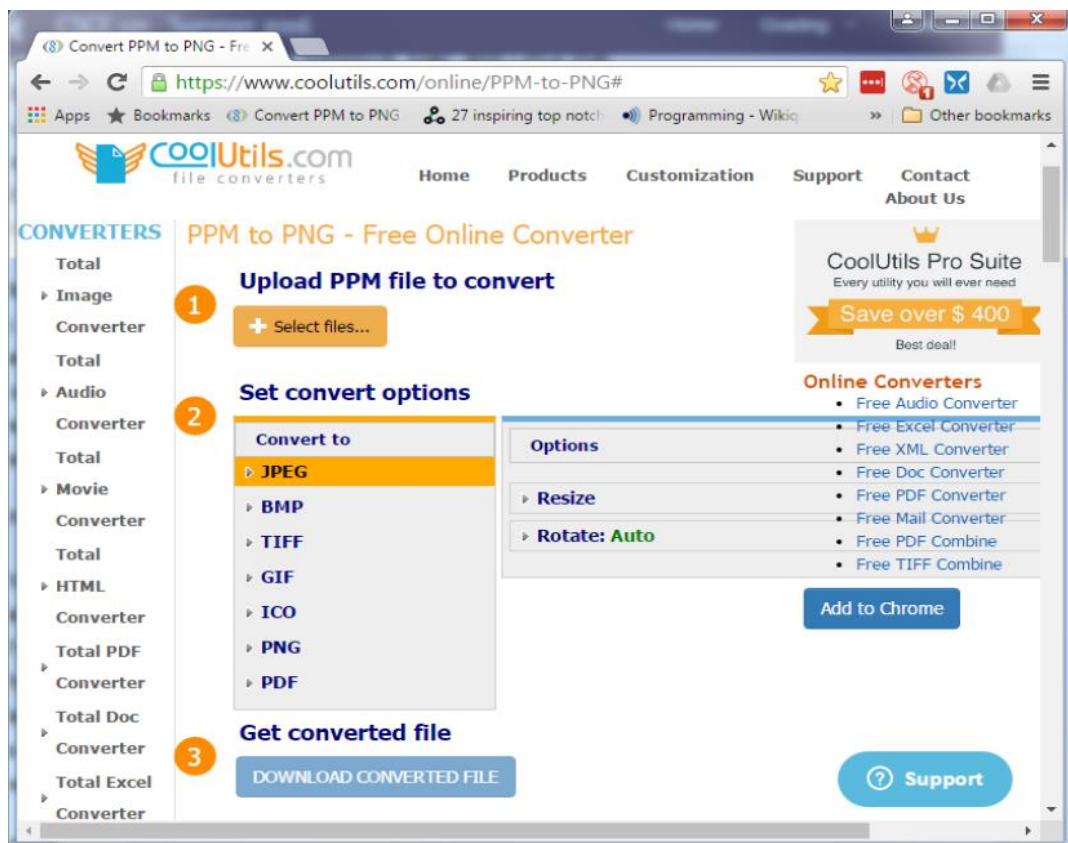 Convert PPM to PNG - Fre
https://www.coolutils.com/online/PPM-to-PNG#
Apps Bookmarks Convert PPM to PNG 27 inspiring top notch Programming - Wikiq » Other bookmarks
CoolUtils.com
file converters
Home Products Customization Support Contact
About Us
CONVERTERS
Total
Image
Converter
Total
Audio
Converter
Total
Movie
Converter
Total
HTML
Converter
Total PDF
Converter
Total Doc
Converter
Total Excel
Converter
PPM to PNG - Free Online Converter
1
Upload PPM file to convert
Select files...
2
Set convert options
Convert to
JPEG
BMP
TIFF
GIF
ICO
PNG
PDF
Options
Resize
Rotate: Auto
3
Get converted file
DOWNLOAD CONVERTED FILE
CoolUtils Pro Suite
Every utility you will ever need
Save over $ 400
Best deal!
Online Converters
Free Audio Converter
Free Excel Converter
Free XML Converter
Free Doc Converter
Free PDF Converter
Free Mail Converter
Free PDF Combine
Free TIFF Combine
Add to Chrome
Support